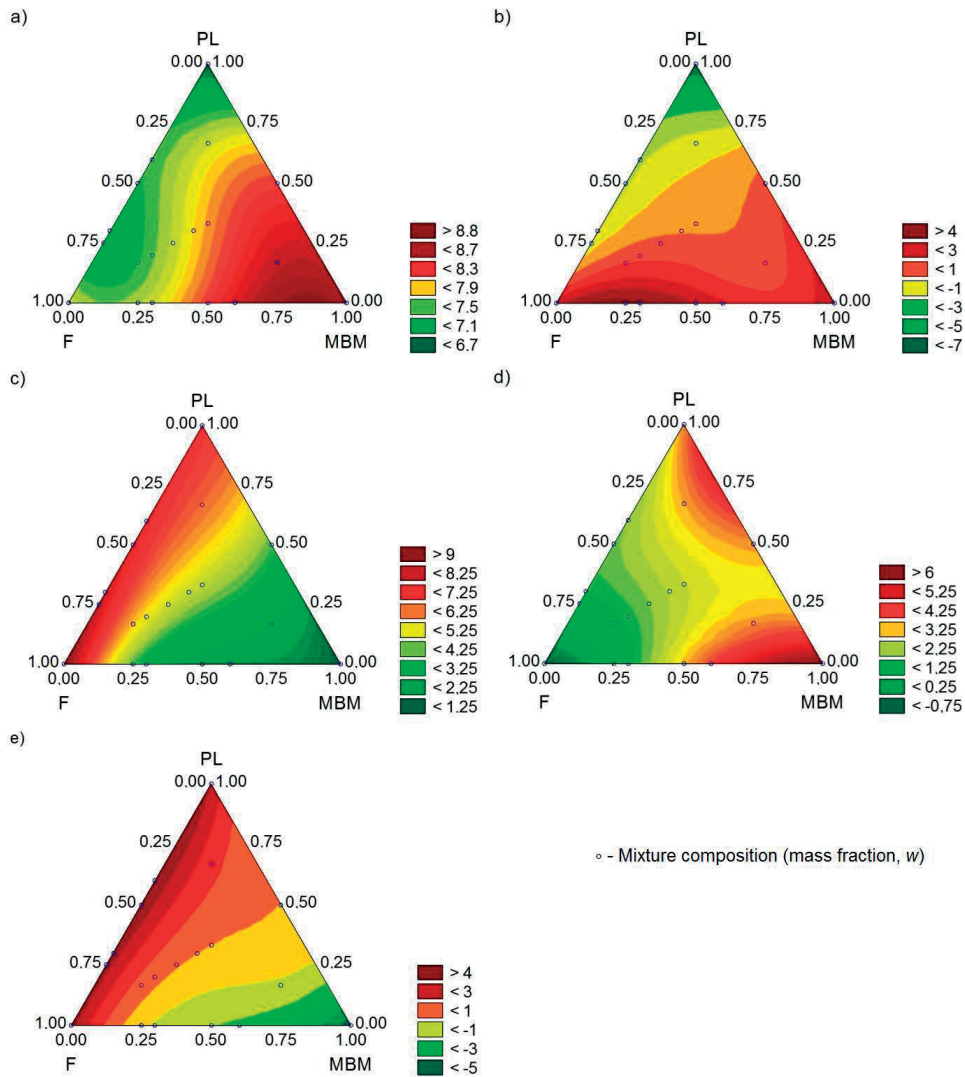 a)
PL
0.00 1.00
0.25 0.75
0.50 0.50
0.75 0.25
1.00 0.00
0.00 0.25 0.50 0.75 1.00
F MBM
> 8.8
< 8.7
< 8.3
< 7.9
< 7.5
< 7.1
< 6.7
b)
PL
0.00 1.00
0.25 0.75
0.50 0.50
0.75 0.25
1.00 0.00
0.00 0.25 0.50 0.75 1.00
F MBM
> 4
< 3
< 1
< -1
< -3
< -5
< -7
c)
PL
0.00 1.00
0.25 0.75
0.50 0.50
0.75 0.25
1.00 0.00
0.00 0.25 0.50 0.75 1.00
F MBM
> 9
< 8.25
< 7.25
< 6.25
< 5.25
< 4.25
< 3.25
< 2.25
< 1.25
d)
PL
0.00 1.00
0.25 0.75
0.50 0.50
0.75 0.25
1.00 0.00
0.00 0.25 0.50 0.75 1.00
F MBM
> 6
< 5.25
< 4.25
< 3.25
< 2.25
< 1.25
< 0.25
< -0.75
e)
PL
0.00 1.00
0.25 0.75
0.50 0.50
0.75 0.25
1.00 0.00
0.00 0.25 0.50 0.75 1.00
F MBM
> 4
< 3
< 1
< -1
< -3
< -5
° - Mixture composition (mass fraction, w)